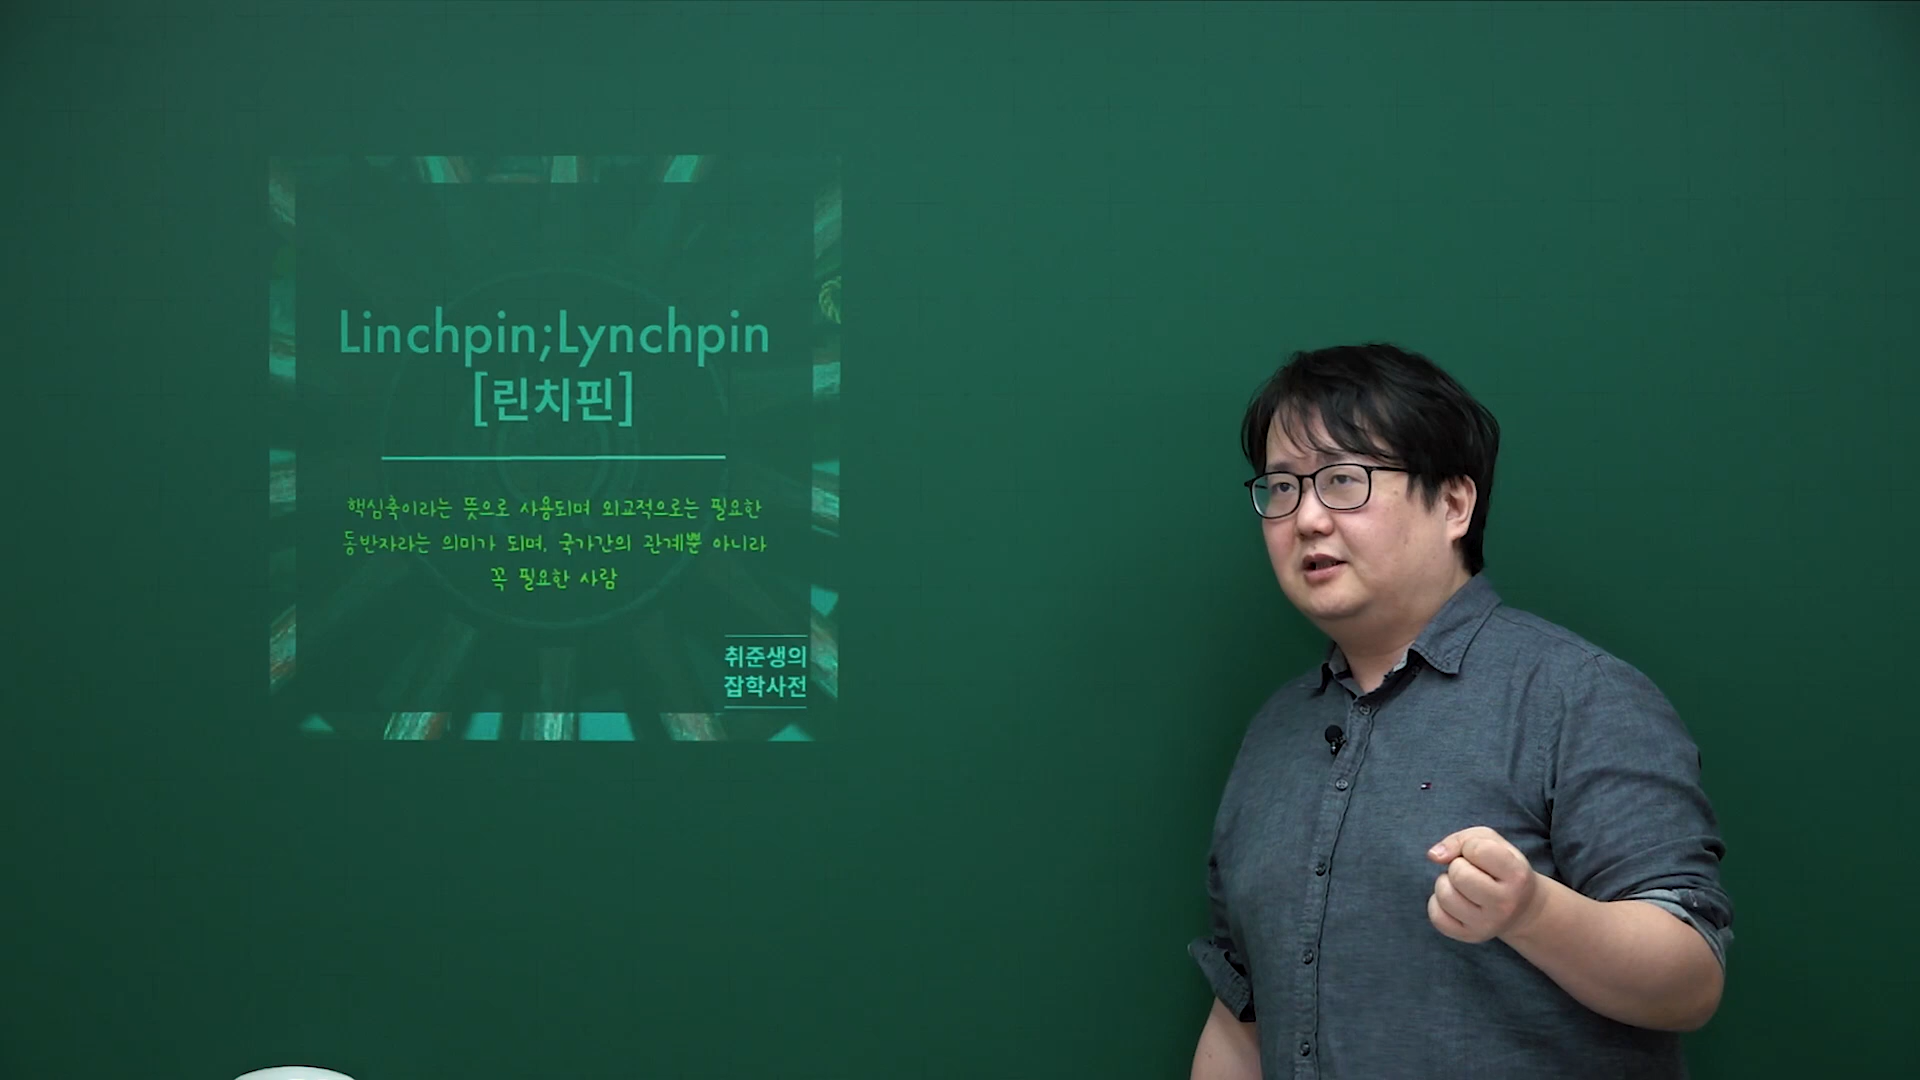 Linchpin;Lynchpin
[린치핀]
핵심축이라는 뜻으로 사용되며 외교적으로는 필요한
동반자라는 의미가 되며, 국가간의 관계뿐 아니라
꼭 필요한 사람
취준생의
잡학사전